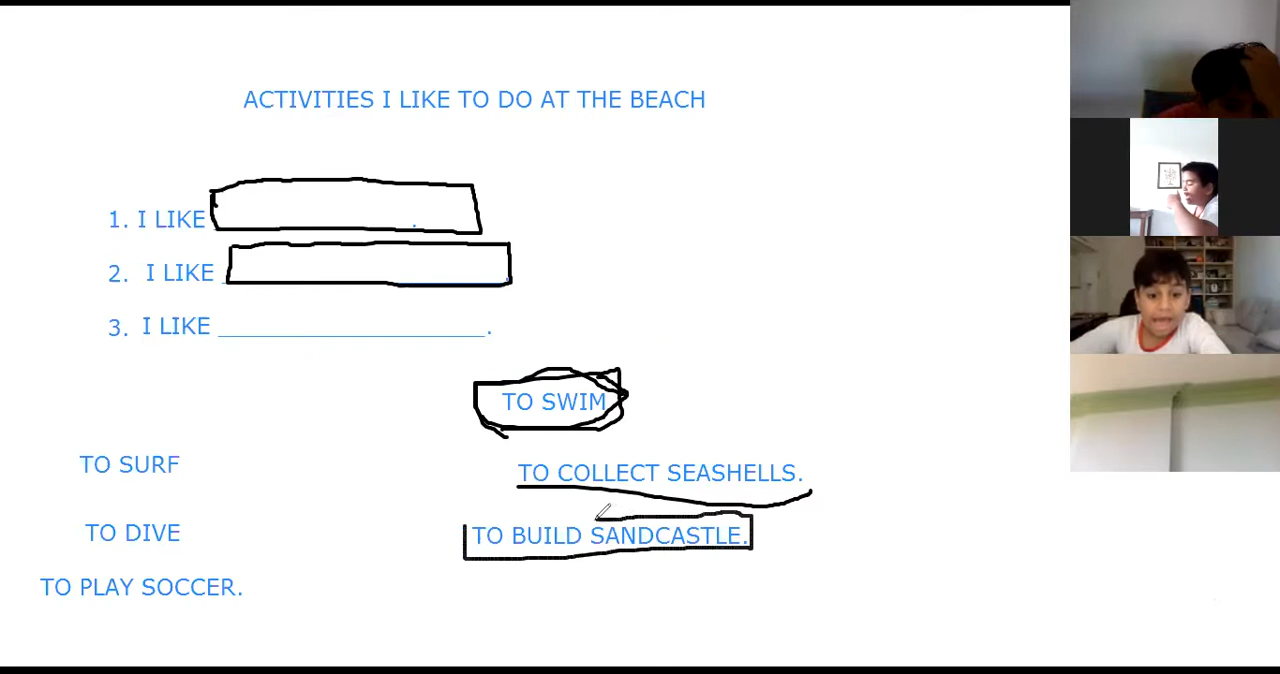 ACTIVITIES I LIKE TO DO AT THE BEACH
1. I LIKE .
2. I LIKE _.
3. I LIKE ______________________.
TO SWIM
TO SURF
TO COLLECT SEASHELLS.
TO DIVE
TO BUILD SANDCASTLE.
TO PLAY SOCCER.